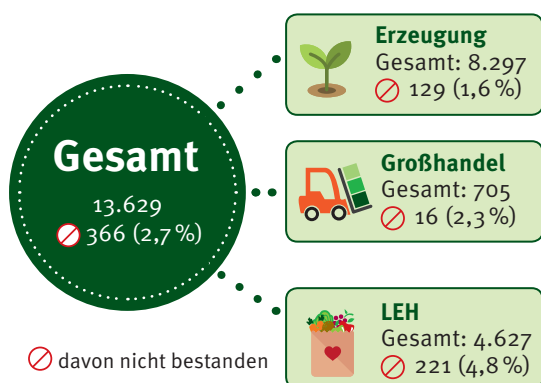 Gesamt
13.629
366 (2,7 %)
Erzeugung
Gesamt: 8.297
129 (1,6 %)
Großhandel
Gesamt: 705
16 (2,3 %)
LEH
Gesamt: 4.627
221 (4,8 %)
davon nicht bestanden